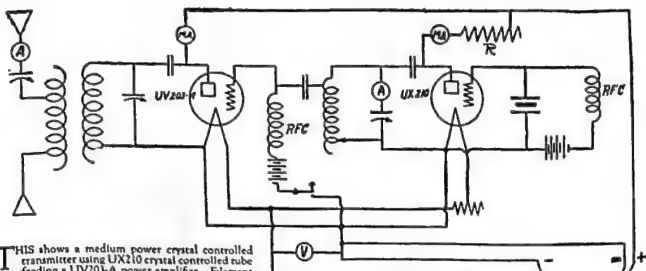 MA
MA
R
A
A
UV203-A
UX210
RFC
RFC
V
-
-
+
THIS shows a medium power crystal controlled
transmitter using UX210 crystal controlled tube
feeding a UV203-A power amplifier. Filament